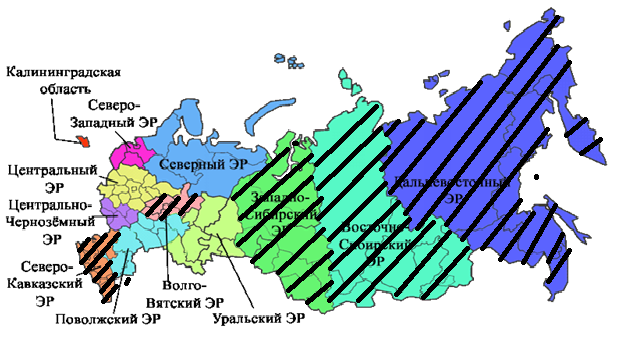 Калининградская
область
Северо-
Западный ЭР
Северный ЭР
Центральный
ЭР
Центрально-
Чернозёмный
ЭР
Северо-
Кавказский
ЭР
Поволжский ЭР
Волго-
Вятский ЭР
Уральский ЭР
Западно-
Сибирский
ЭР
Восточно-
Сибирский
ЭР
Дальневосточный
ЭР